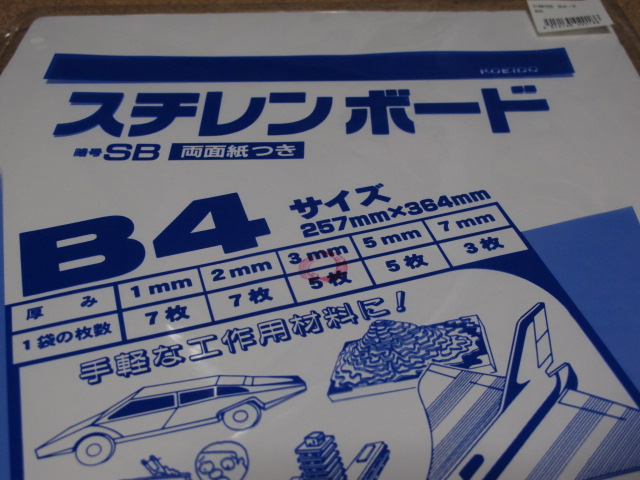 KOEIDO
スチレンボード
略号SB 両面紙つき
B4 サイズ
257mm×364mm
厚み 1mm 2mm 3mm 5mm 7mm
1袋の枚数 7枚 7枚 5枚 5枚 3枚
手軽な工作用材料に!